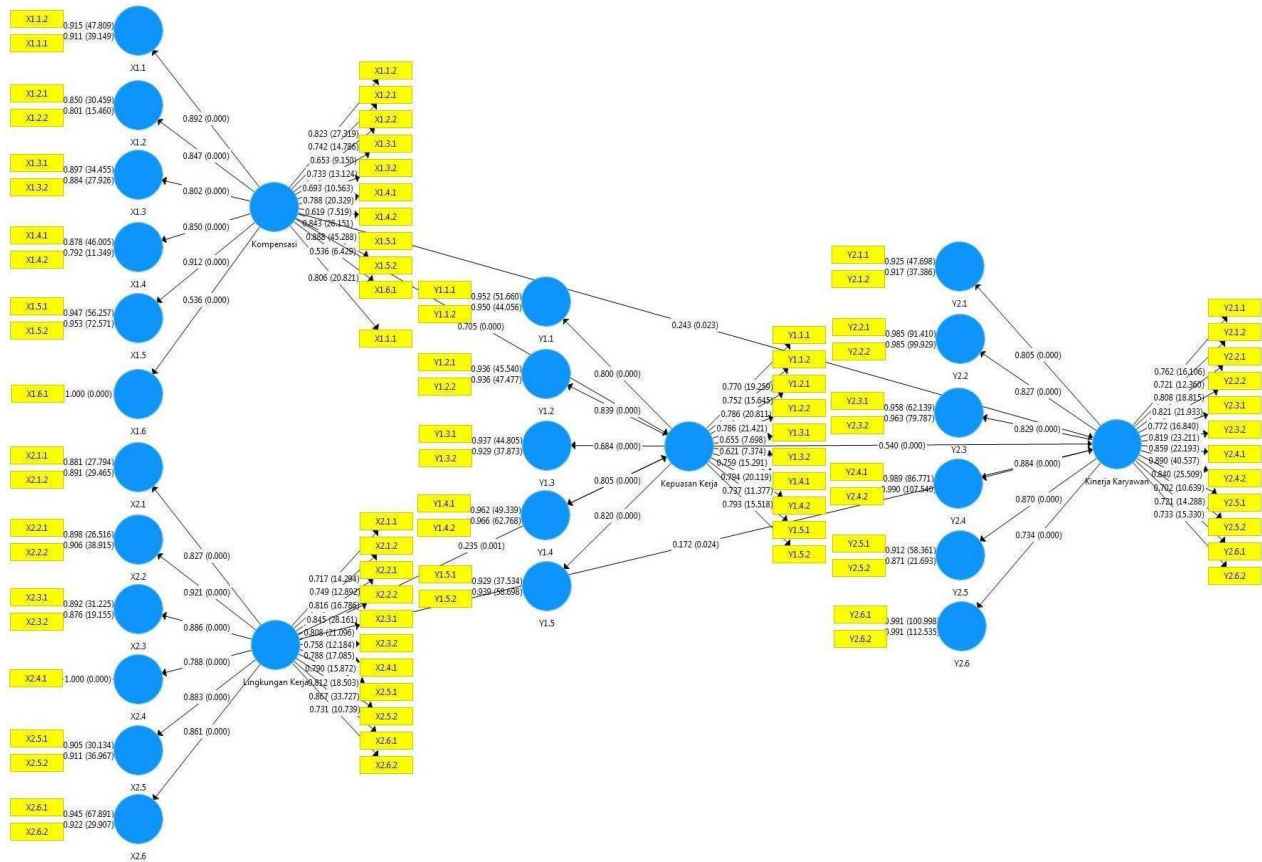 X1.1.2
0.915 (47.809)
X1.1.1
0.911 (39.149)
X1.1
X1.2.1
0.850 (30.459)
X1.2.2
0.801 (15.460)
X1.2
X1.3.1
0.897 (34.455)
X1.3.2
0.884 (27.926)
X1.3
X1.4.1
0.878 (46.005)
X1.4.2
0.792 (11.349)
X1.4
X1.5.1
0.947 (56.257)
X1.5.2
0.953 (72.571)
X1.5
X1.6.1
1.000 (0.000)
X1.6
0.892 (0.000)
0.847 (0.000)
0.802 (0.000)
0.850 (0.000)
0.912 (0.000)
0.536 (0.000)
Kompensasi
X1.1.2
X1.2.1
X1.2.2
X1.3.1
X1.3.2
X1.4.1
X1.4.2
X1.5.1
X1.5.2
X1.6.1
X1.1.1
0.823 (27.319)
0.742 (14.786)
0.653 (9.150)
0.733 (13.124)
0.693 (10.563)
0.788 (20.329)
0.619 (7.519)
0.843 (26.151)
0.888 (45.288)
0.536 (6.429)
0.806 (20.821)
X2.1.1
0.881 (27.794)
X2.1.2
0.891 (29.465)
X2.1
X2.2.1
0.898 (26.516)
X2.2.2
0.906 (38.915)
X2.2
X2.3.1
0.892 (31.225)
X2.3.2
0.876 (19.155)
X2.3
X2.4.1
1.000 (0.000)
X2.4
X2.5.1
0.905 (30.134)
X2.5.2
0.911 (36.967)
X2.5
X2.6.1
0.945 (67.891)
X2.6.2
0.922 (29.907)
X2.6
0.827 (0.000)
0.921 (0.000)
0.886 (0.000)
0.788 (0.000)
0.883 (0.000)
0.861 (0.000)
Lingkungan Kerja
X2.1.1
X2.1.2
X2.2.1
X2.2.2
X2.3.1
X2.3.2
X2.4.1
X2.5.1
X2.5.2
X2.6.1
X2.6.2
0.717 (14.294)
0.749 (12.892)
0.816 (16.786)
0.845 (28.161)
0.808 (21.096)
0.758 (12.184)
0.788 (17.085)
0.790 (15.872)
0.812 (18.503)
0.867 (33.727)
0.731 (10.739)
0.705 (0.000)
0.243 (0.023)
0.235 (0.001)
0.172 (0.024)
0.540 (0.000)
Y1.1.1
0.952 (51.660)
Y1.1.2
0.950 (44.056)
Y1.1
Y1.2.1
0.936 (45.540)
Y1.2.2
0.936 (47.477)
Y1.2
Y1.3.1
0.937 (44.805)
Y1.3.2
0.929 (37.873)
Y1.3
Y1.4.1
0.962 (49.339)
Y1.4.2
0.966 (62.768)
Y1.4
Y1.5.1
0.929 (37.534)
Y1.5.2
0.939 (58.698)
Y1.5
0.800 (0.000)
0.839 (0.000)
0.684 (0.000)
0.805 (0.000)
0.820 (0.000)
Kepuasan Kerja
Y1.1.1
Y1.1.2
Y1.2.1
Y1.2.2
Y1.3.1
Y1.3.2
Y1.4.1
Y1.4.2
Y1.5.1
Y1.5.2
0.770 (19.259)
0.752 (15.645)
0.786 (20.811)
0.786 (21.421)
0.655 (7.698)
0.621 (7.374)
0.759 (15.291)
0.794 (20.119)
0.737 (11.377)
0.793 (15.518)
Y2.1.1
0.925 (47.698)
Y2.1.2
0.917 (37.386)
Y2.1
Y2.2.1
0.985 (91.410)
Y2.2.2
0.985 (99.929)
Y2.2
Y2.3.1
0.958 (62.139)
Y2.3.2
0.963 (79.787)
Y2.3
Y2.4.1
0.989 (86.771)
Y2.4.2
0.990 (107.540)
Y2.4
Y2.5.1
0.912 (58.361)
Y2.5.2
0.871 (21.693)
Y2.5
Y2.6.1
0.991 (100.998)
Y2.6.2
0.991 (112.535)
Y2.6
0.805 (0.000)
0.827 (0.000)
0.829 (0.000)
0.884 (0.000)
0.870 (0.000)
0.734 (0.000)
Kinerja Karyawan
Y2.1.1
Y2.1.2
Y2.2.1
Y2.2.2
Y2.3.1
Y2.3.2
Y2.4.1
Y2.4.2
Y2.5.1
Y2.5.2
Y2.6.1
Y2.6.2
0.762 (16.106)
0.721 (12.360)
0.808 (18.815)
0.821 (21.933)
0.772 (16.840)
0.819 (23.211)
0.859 (22.193)
0.890 (40.537)
0.840 (25.509)
0.702 (10.639)
0.721 (14.288)
0.733 (15.330)